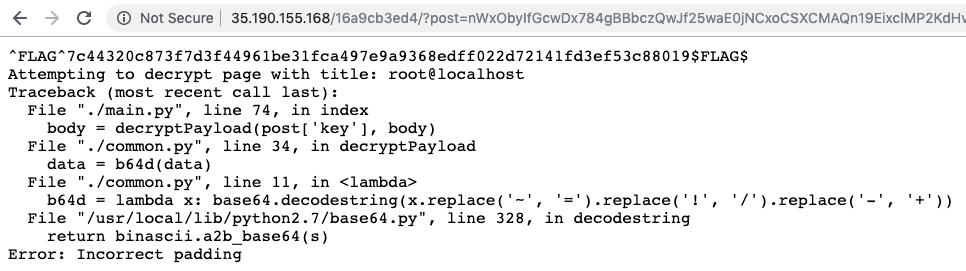 Not Secure | 35.190.155.168/16a9cb3ed4/?post=nWxObyIfGcwDx784gBBbczQwJf25waE0jNCxoCSXCMAQn19EixclMP2KdHv
^FLAG^7c44320c873f7d3f44961be31fca497e9a9368edff022d72141fd3ef53c88019$FLAG$
Attempting to decrypt page with title: root@localhost
Traceback (most recent call last):
  File "./main.py", line 74, in index
    body = decryptPayload(post['key'], body)
  File "./common.py", line 34, in decryptPayload
    data = b64d(data)
  File "./common.py", line 11, in <lambda>
    b64d = lambda x: base64.decodestring(x.replace('~', '=').replace('!', '/').replace('-', '+'))
  File "/usr/local/lib/python2.7/base64.py", line 328, in decodestring
    return binascii.a2b_base64(s)
Error: Incorrect padding